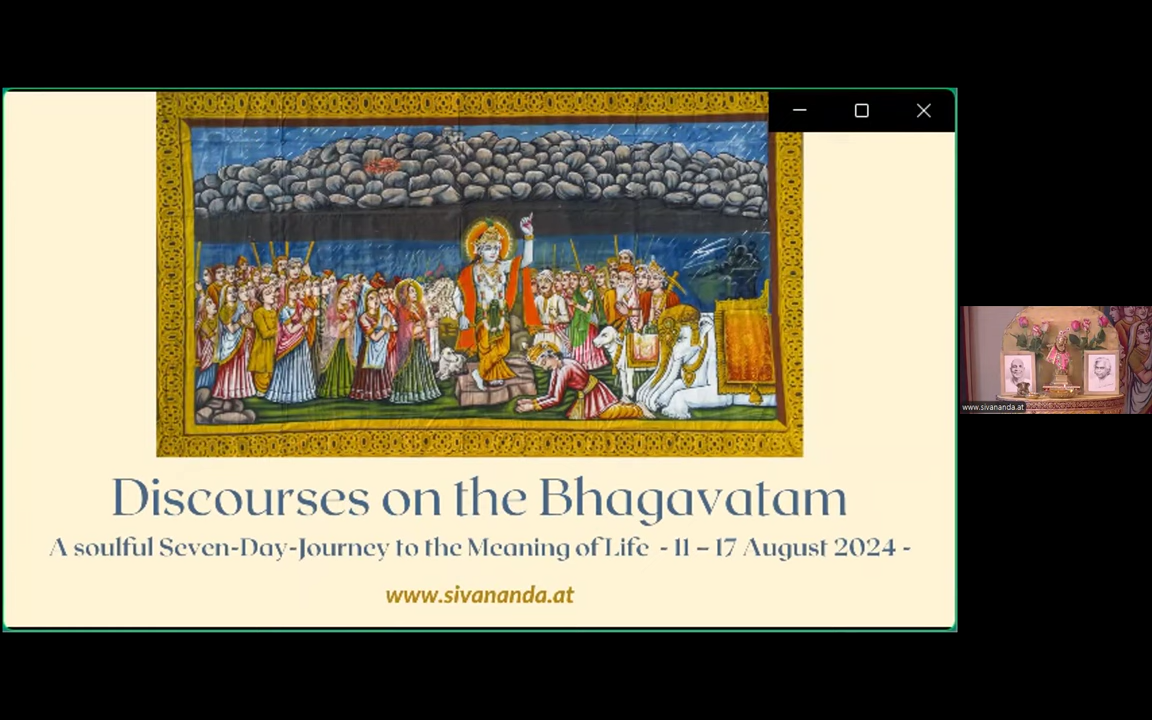 Discourses on the Bhagavatam
A soulful Seven-Day-Journey to the Meaning of Life - 11 – 17 August 2024 -
www.sivananda.at
www.sivananda.at